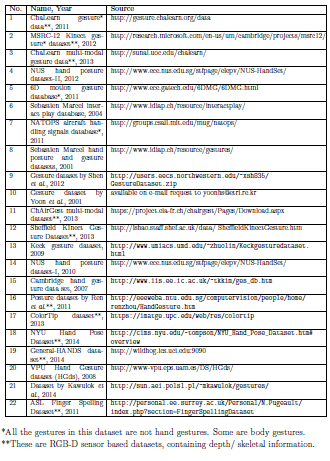 No. Name, Year Source
1 ChaLearn gesture* http://gesture.chalearn.org/data
data**, 2011
2 MSRC-12 Kinect ges- http://research.microsoft.com/en-us/um/cambridge/projects/msrc12/
ture* datasets**, 2012
3 ChaLearn multi-modal http://sunai.uoc.edu/chalearn/
gesture data**, 2013
4 NUS hand posture http://www.ece.nus.edu.sg/stfpage/elepv/NUS-HandSet/
dataset-II, 2012
5 6D motion gesture http://www.ece.gatech.edu/6DMG/6DMG.html
database*, 2011
6 Sebastien Marcel inter- http://www.idiap.ch/resource/interactplay/
act play database, 2004
7 NATOPS aircraft han- http://groups.csail.mit.edu/mug/natops/
dling signals database*,
2011
8 Sebastien Marcel hand http://www.idiap.ch/resource/gestures/
posture and gesture
datasets, 2001
9 Gesture dataset by Shen http://users.eecs.northwestern.edu/~xsh835/
et al., 2012 GestureDataset.zip
10 Gesture dataset by available on e-mail request to yoonhs@etri.re.kr
Yoon et al., 2001
11 ChAirGest multi-modal https://project.eia-fr.ch/chairgest/Pages/Download.aspx
dataset**, 2013
12 Sheffield Kinect Ges- http://lshao.staff.shef.ac.uk/data/SheffieldKinectGesture.htm
ture Dataset**, 2013
13 Keck gesture dataset, http://www.umiacs.umd.edu/~zhuolin/Keckgesturedataset.
2009 html
14 NUS hand posture http://www.ece.nus.edu.sg/stfpage/elepv/NUS-HandSet/
dataset-I, 2010
15 Cambridge hand ges- http://www.iis.ee.ic.ac.uk/~tkkim/ges_db.htm
ture data set, 2007
16 Posture dataset by Ren http://eeeweba.ntu.edu.sg/computervision/people/home/
et al.**, 2011 renzhou/HandGesture.htm
17 ColorTip dataset**, https://image.upc.edu/web/res/colortip
2013
18 NYU Hand Pose http://cims.nyu.edu/~tompson/NYU_Hand_Pose_Dataset.htm#
Dataset**, 2014 overview
19 General-HANDS data- http://wildhog.ics.uci.edu:9090
set**, 2014
20 VPU Hand Gesture http://www-vpu.eps.uam.es/DS/HGds/
dataset (HGds), 2008
21 Dataset by Kawulok et http://sun.aei.polsl.pl/~mkawulok/gestures/
al., 2014
22 ASL Finger Spelling http://personal.ee.surrey.ac.uk/Personal/N.Pugeault/
Dataset**, 2011 index.php?section=FingerSpellingDataset
*All the gestures in this dataset are not hand gestures. Some are body gestures.
**These are RGB-D sensor based datasets, containing depth/ skeletal information.